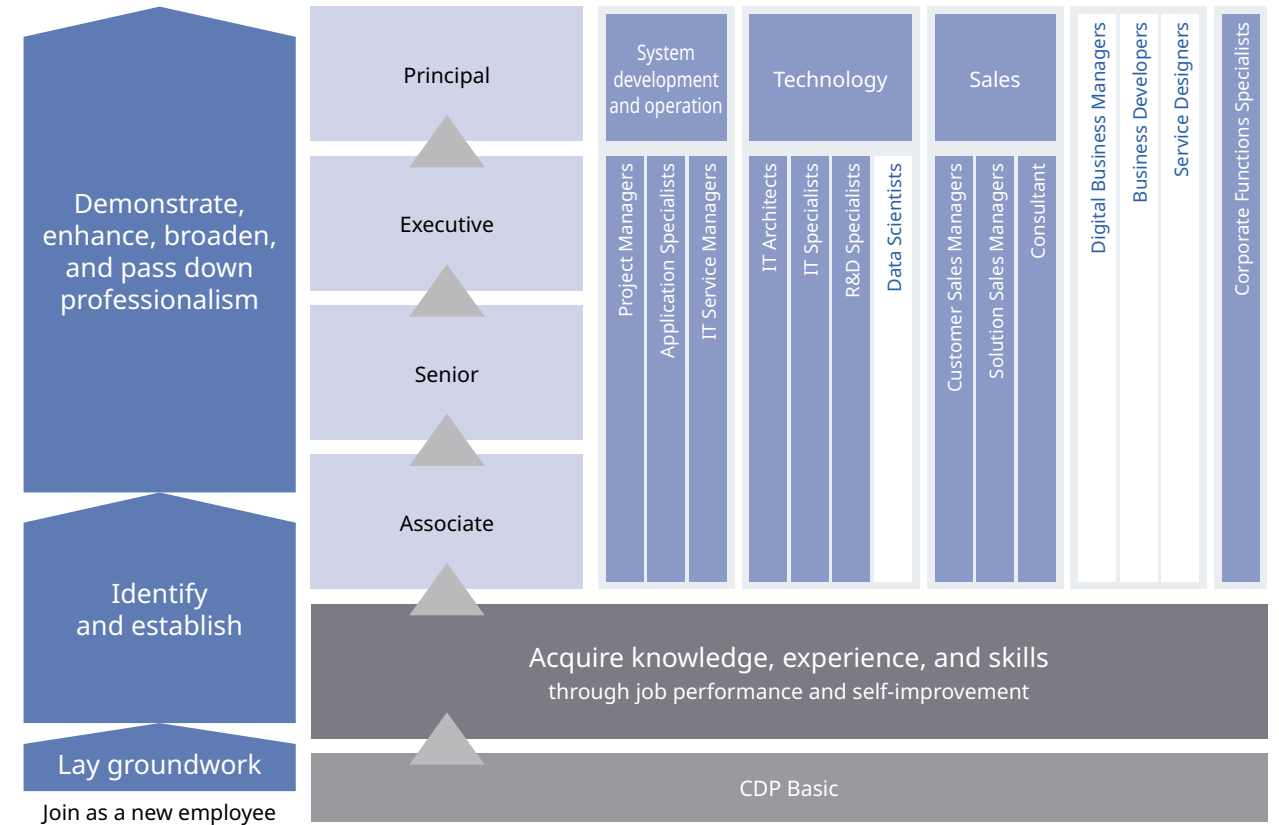 Demonstrate,
enhance, broaden,
and pass down
professionalism
Identify
and establish
Lay groundwork
Join as a new employee
Principal
Executive
Senior
Associate
System
development
and operation
Technology
Sales
Project Managers
Application Specialists
IT Service Managers
IT Architects
IT Specialists
R&D Specialists
Data Scientists
Customer Sales Managers
Solution Sales Managers
Consultant
Digital Business Managers
Business Developers
Service Designers
Corporate Functions Specialists
Acquire knowledge, experience, and skills
through job performance and self-improvement
CDP Basic